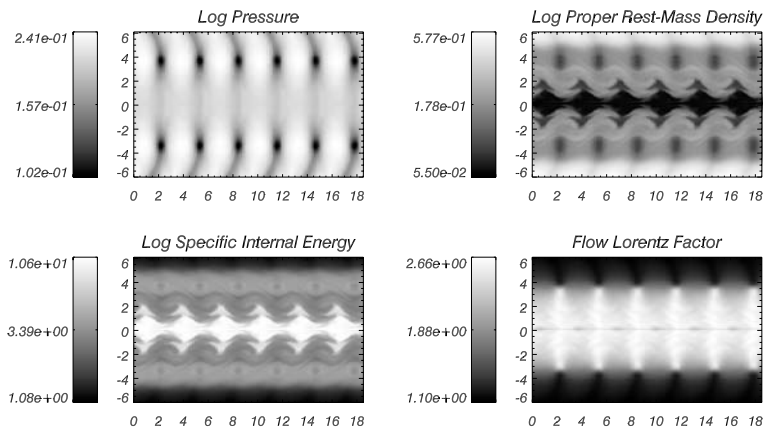 Log Pressure
2.41e-01
1.57e-01
1.02e-01
6
4
2
0
-2
-4
-6
0 2 4 6 8 10 12 14 16 18
Log Proper Rest-Mass Density
5.77e-01
1.78e-01
5.50e-02
6
4
2
0
-2
-4
-6
0 2 4 6 8 10 12 14 16 18
Log Specific Internal Energy
1.06e+01
3.39e+00
1.08e+00
6
4
2
0
-2
-4
-6
0 2 4 6 8 10 12 14 16 18
Flow Lorentz Factor
2.66e+00
1.88e+00
1.10e+00
6
4
2
0
-2
-4
-6
0 2 4 6 8 10 12 14 16 18